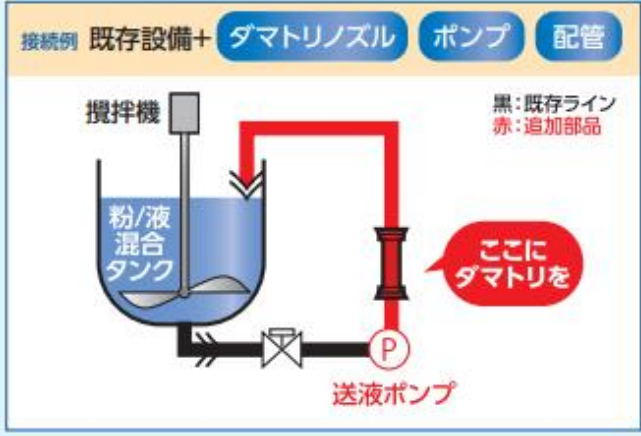 接続例 既存設備+ ダマトリノズル ポンプ 配管
黒:既存ライン
赤:追加部品
攪拌機
粉/液
混合
タンク
ここに
ダマトリを
P
送液ポンプ